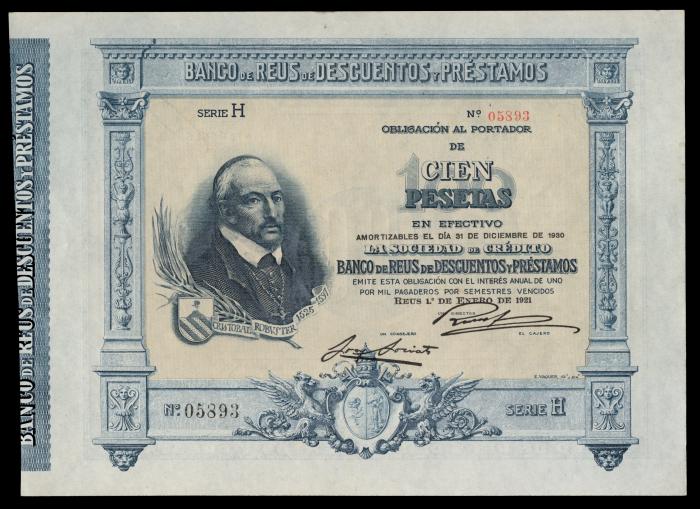 BANCO DE REUS DE DESCUENTOS Y PRÉSTAMOS
BANCO DE REUS DE DESCUENTOS Y PRÉSTAMOS
SERIE H
Nº 05893
OBLIGACIÓN AL PORTADOR
DE
100
CIEN
PESETAS
EN EFECTIVO
AMORTIZABLES EL DÍA 31 DE DICIEMBRE DE 1930
LA SOCIEDAD DE CRÉDITO
BANCO DE REUS DE DESCUENTOS Y PRÉSTAMOS
EMITE ESTA OBLIGACIÓN CON EL INTERÉS ANUAL DE UNO
POR MIL PAGADEROS POR SEMESTRES VENCIDOS
REUS 1.º DE ENERO DE 1921
CRISTOBAL ROBUSTER
UN CONSEJERO
DIRECTOR
EL CAJERO
E. VAQUER
Nº 05893
SERIE H